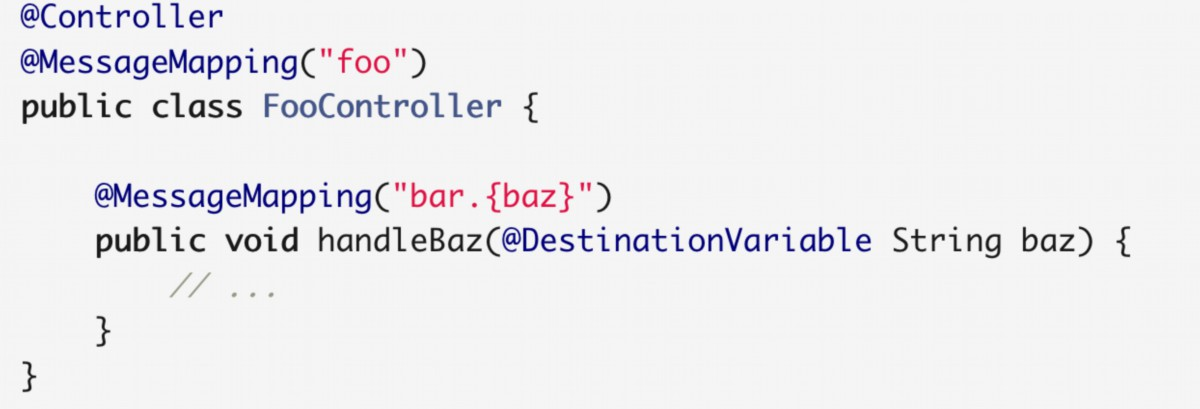 @Controller
@MessageMapping("foo")
public class FooController {
@MessageMapping("bar.{baz}")
public void handleBaz(@DestinationVariable String baz) {
// ...
}
}